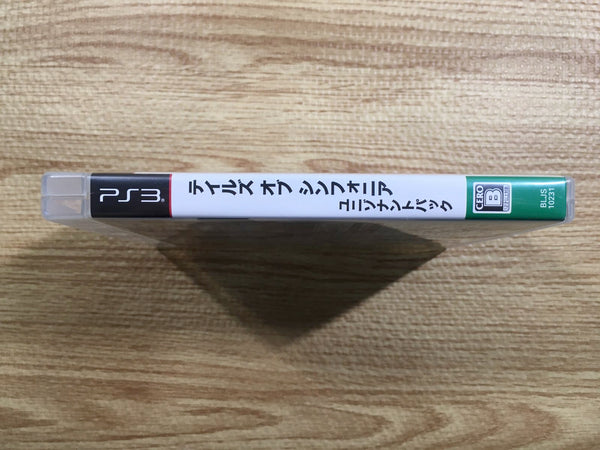 PS3
テイルズ オブ シンフォニア
ユニゾナントパック
CERO
B
BLJS
10231